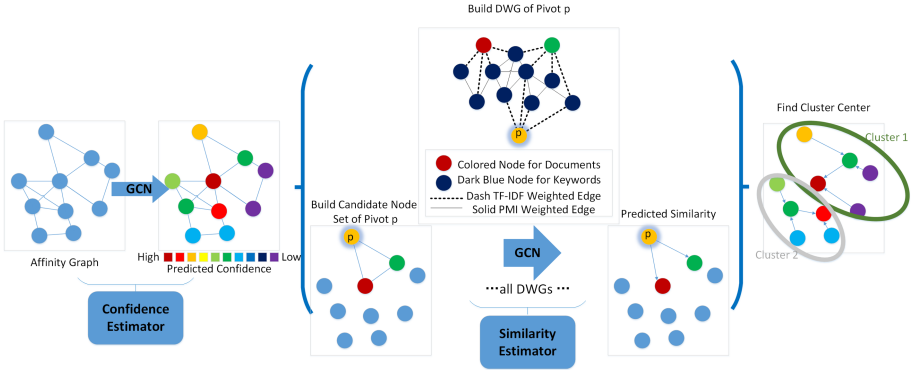 Build DWG of Pivot p
p
Colored Node for Documents
Dark Blue Node for Keywords
Dash TF-IDF Weighted Edge
Solid PMI Weighted Edge
GCN
High
Low
Predicted Confidence
Affinity Graph
Confidence
Estimator
Build Candidate Node
Set of Pivot p
p
GCN
···all DWGs ···
Similarity
Estimator
Predicted Similarity
p
Find Cluster Center
Cluster 1
Cluster 2